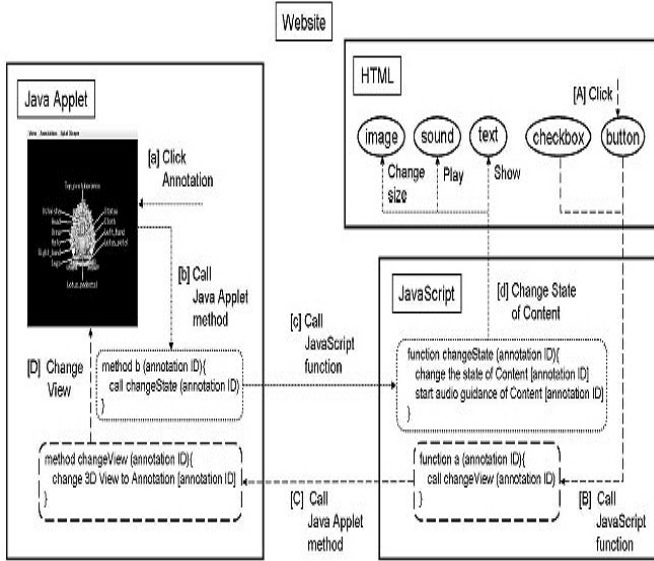 Website
Java Applet
[a] Click
Annotation
[b] Call
Java Applet
method
[D] Change
View
method b (annotation ID){
call changeState (annotation ID)
}
method changeView (annotation ID){
change 3D View to Annotation [annotation ID]
}
[c] Call
JavaScript
function
[C] Call
Java Applet
method
HTML
[A] Click
image
sound
text
checkbox
button
Change
size
Play
Show
JavaScript
[d] Change State
of Content
function changeState (annotation ID){
change the state of Content [annotation ID]
start audio guidance of Content [annotation ID]
}
function a (annotation ID){
call changeView (annotation ID)
}
[B] Call
JavaScript
function